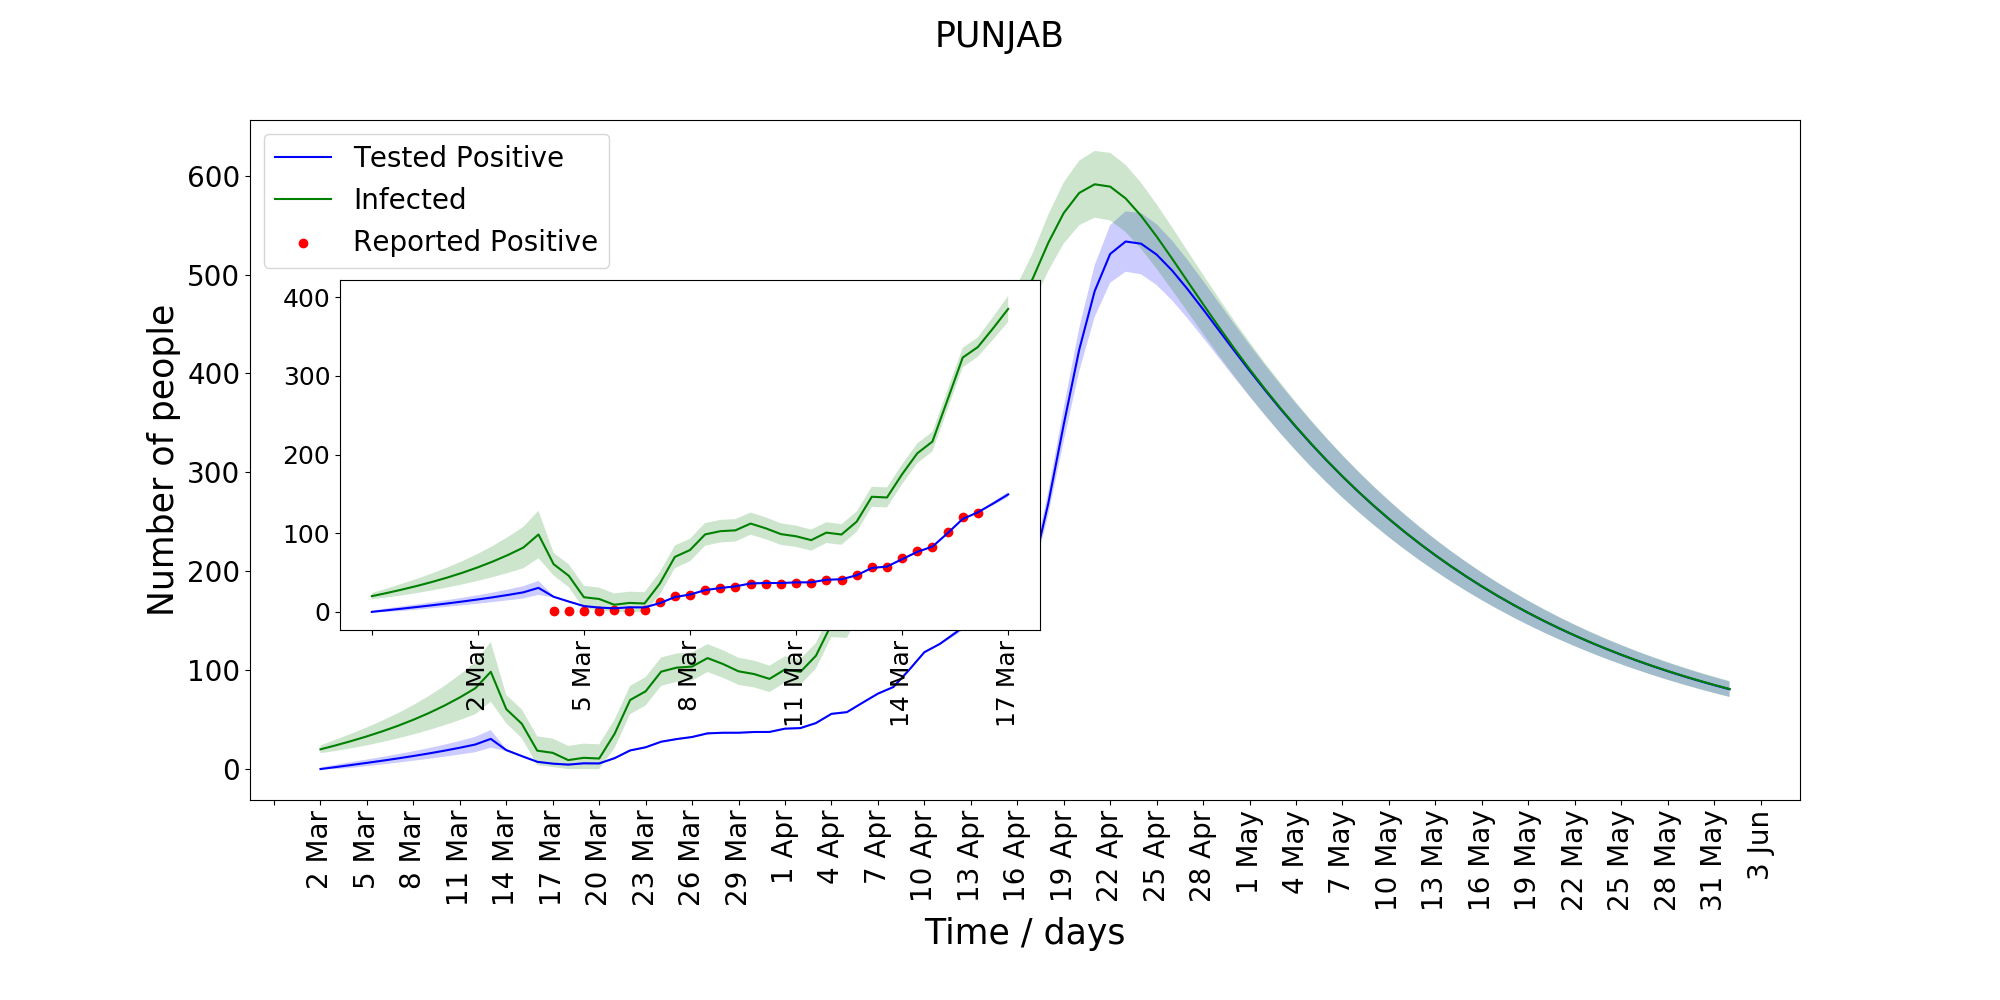 PUNJAB
Tested Positive
Infected
Reported Positive
Number of people
600
500
400
300
200
100
0
400
300
200
100
0
2 Mar 5 Mar 8 Mar 11 Mar 14 Mar 17 Mar
2 Mar 5 Mar 8 Mar 11 Mar 14 Mar 17 Mar 20 Mar 23 Mar 26 Mar 29 Mar 1 Apr 4 Apr 7 Apr 10 Apr 13 Apr 16 Apr 19 Apr 22 Apr 25 Apr 28 Apr 1 May 4 May 7 May 10 May 13 May 16 May 19 May 22 May 25 May 28 May 31 May 3 Jun
Time / days